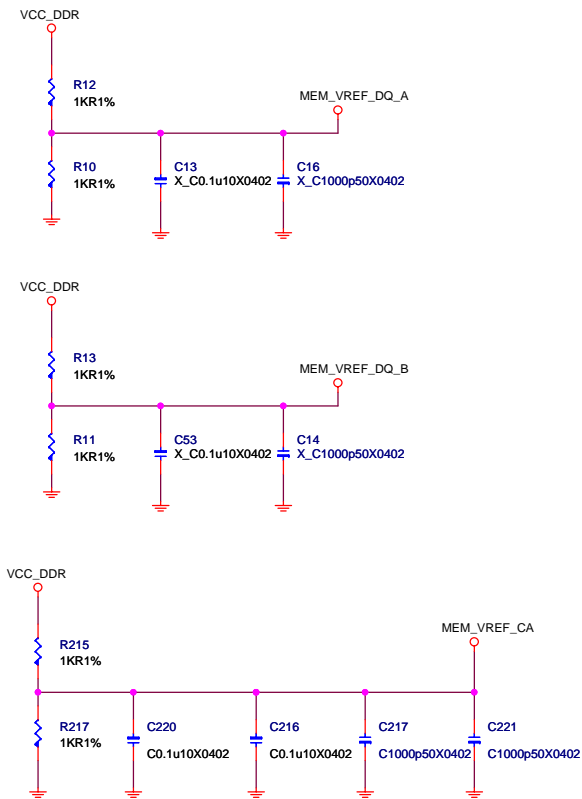 VCC_DDR
R12
1KR1%
MEM_VREF_DQ_A
R10
1KR1%
C13
X_C0.1u10X0402
C16
X_C1000p50X0402
VCC_DDR
R13
1KR1%
MEM_VREF_DQ_B
R11
1KR1%
C53
X_C0.1u10X0402
C14
X_C1000p50X0402
VCC_DDR
R215
1KR1%
MEM_VREF_CA
R217
1KR1%
C220
C0.1u10X0402
C216
C0.1u10X0402
C217
C1000p50X0402
C221
C1000p50X0402